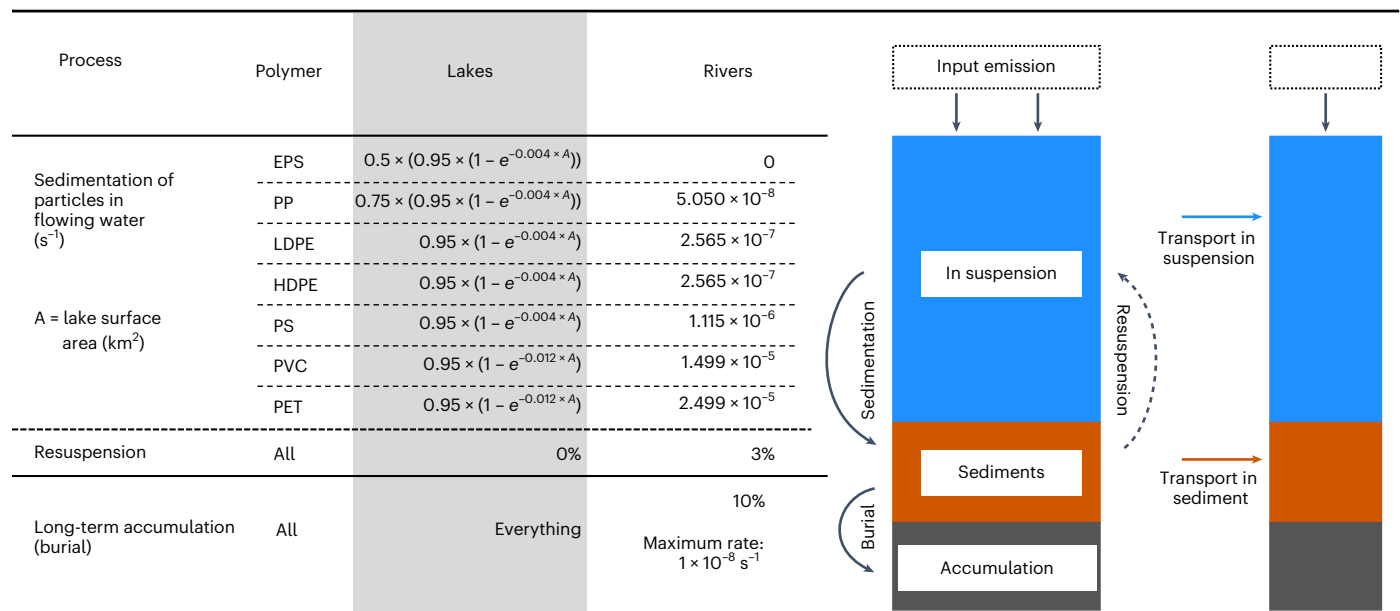 Process Polymer Lakes Rivers
Sedimentation of
particles in
flowing water
(s⁻¹)
A = lake surface
area (km²)
EPS 0.5 × (0.95 × (1 – e^–0.004 × A)) 0
PP 0.75 × (0.95 × (1 – e^–0.004 × A)) 5.050 × 10⁻⁸
LDPE 0.95 × (1 – e^–0.004 × A) 2.565 × 10⁻⁷
HDPE 0.95 × (1 – e^–0.004 × A) 2.565 × 10⁻⁷
PS 0.95 × (1 – e^–0.004 × A) 1.115 × 10⁻⁶
PVC 0.95 × (1 – e^–0.012 × A) 1.499 × 10⁻⁵
PET 0.95 × (1 – e^–0.012 × A) 2.499 × 10⁻⁵
Resuspension All 0% 3%
Long-term accumulation
(burial)
All
Everything
10%
Maximum rate:
1 × 10⁻⁸ s⁻¹
Input emission
In suspension
Sedimentation
Resuspension
Sediments
Burial
Accumulation
Transport in
suspension
Transport in
sediment